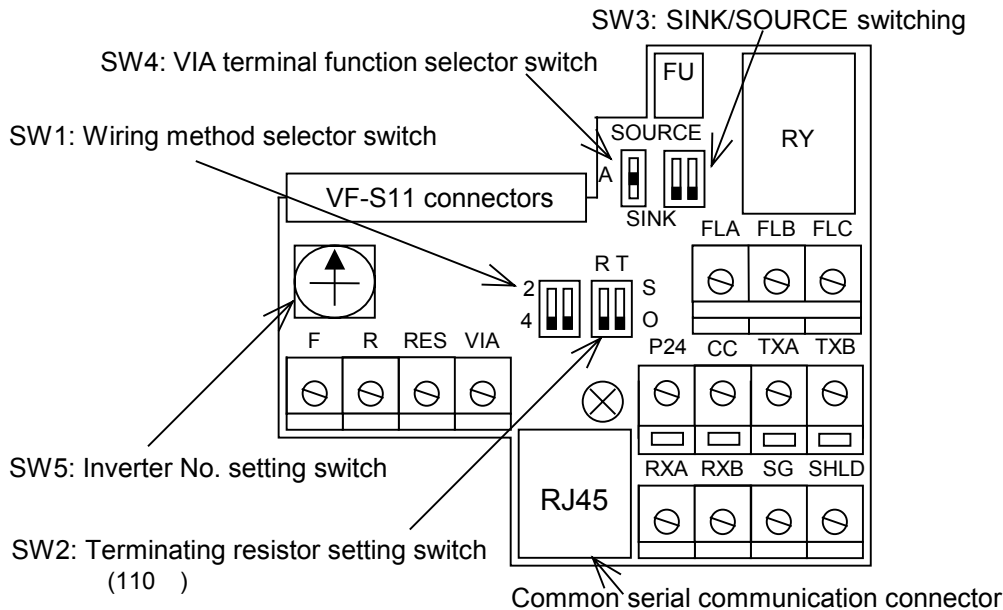 SW3: SINK/SOURCE switching
SW4: VIA terminal function selector switch
FU
SW1: Wiring method selector switch
SOURCE
RY
A
VF-S11 connectors
SINK
FLA FLB FLC
R T
2
S
4
O
F R RES VIA
P24 CC TXA TXB
SW5: Inverter No. setting switch
RXA RXB SG SHLD
RJ45
SW2: Terminating resistor setting switch
(110 )
Common serial communication connector